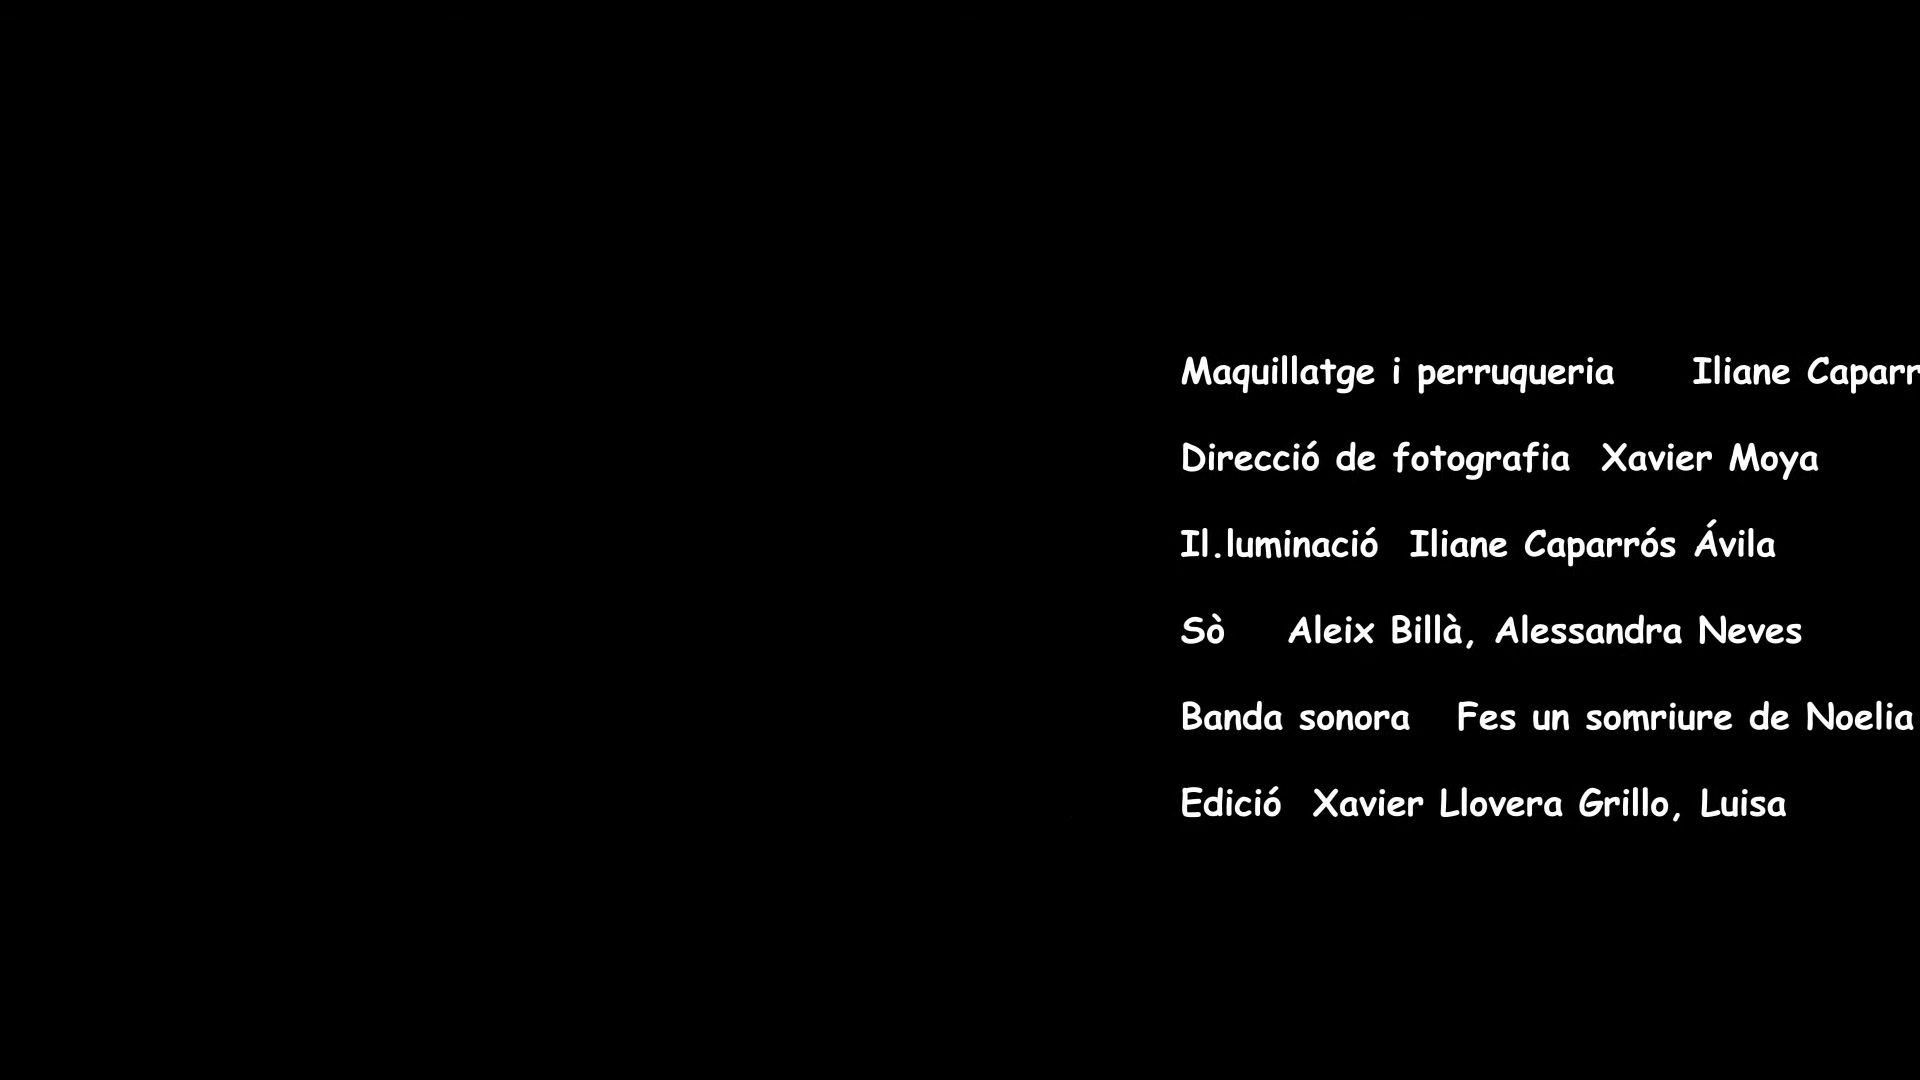 Maquillatge i perruqueria Iliane Caparr
Direcció de fotografia Xavier Moya
Il.luminació Iliane Caparrós Ávila
Sò Aleix Billà, Alessandra Neves
Banda sonora Fes un somriure de Noelia
Edició Xavier Llovera Grillo, Luisa